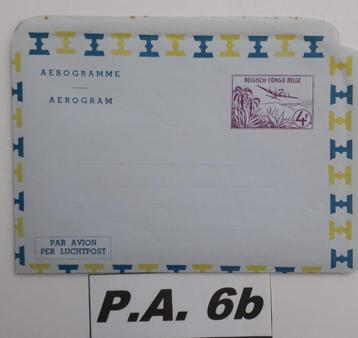 AEROGRAMME
AEROGRAM
BELGISCH-CONGO BELGE
4F
PAR AVION
PER LUCHTPOST
P.A. 6b